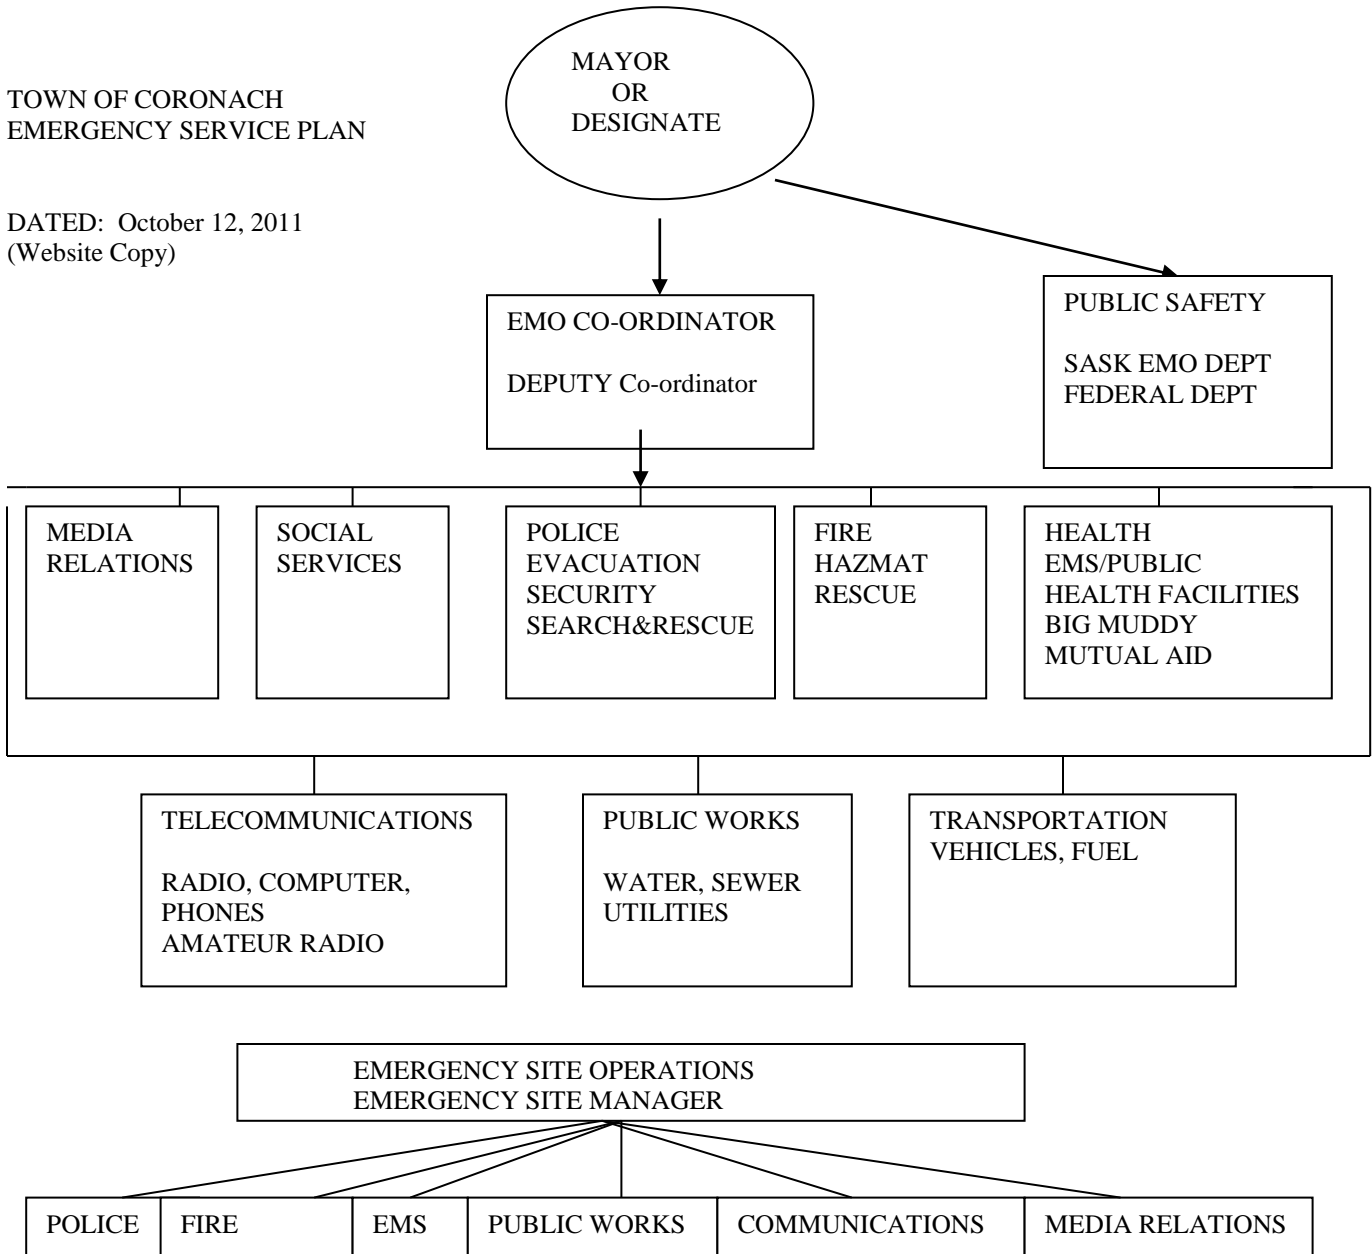 MAYOR
OR
DESIGNATE
TOWN OF CORONACH
EMERGENCY SERVICE PLAN
DATED: October 12, 2011
(Website Copy)
EMO CO-ORDINATOR
DEPUTY Co-ordinator
PUBLIC SAFETY
SASK EMO DEPT
FEDERAL DEPT
MEDIA
RELATIONS
SOCIAL
SERVICES
POLICE
EVACUATION
SECURITY
SEARCH&RESCUE
FIRE
HAZMAT
RESCUE
HEALTH
EMS/PUBLIC
HEALTH FACILITIES
BIG MUDDY
MUTUAL AID
TELECOMMUNICATIONS
RADIO, COMPUTER,
PHONES
AMATEUR RADIO
PUBLIC WORKS
WATER, SEWER
UTILITIES
TRANSPORTATION
VEHICLES, FUEL
EMERGENCY SITE OPERATIONS
EMERGENCY SITE MANAGER
POLICE
FIRE
EMS
PUBLIC WORKS
COMMUNICATIONS
MEDIA RELATIONS